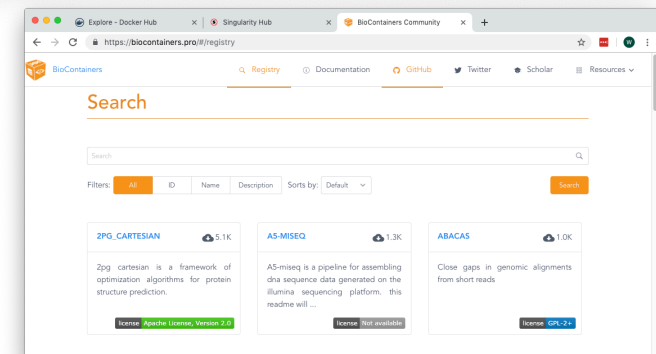 Explore - Docker Hub
Singularity Hub
BioContainers Community
https://biocontainers.pro/#/registry
W
BioContainers
Registry
Documentation
GitHub
Twitter
Scholar
Resources
Search
Search
Filters: All ID Name Description Sorts by: Default Search
2PG_CARTESIAN 5.1K
2pg cartesian is a framework of
optimization algorithms for protein
structure prediction.
license Apache License, Version 2.0
A5-MISEQ 1.3K
A5-miseq is a pipeline for assembling
dna sequence data generated on the
illumina sequencing platform. this
readme will ...
license Not available
ABACAS 1.0K
Close gaps in genomic alignments
from short reads
license GPL-2+